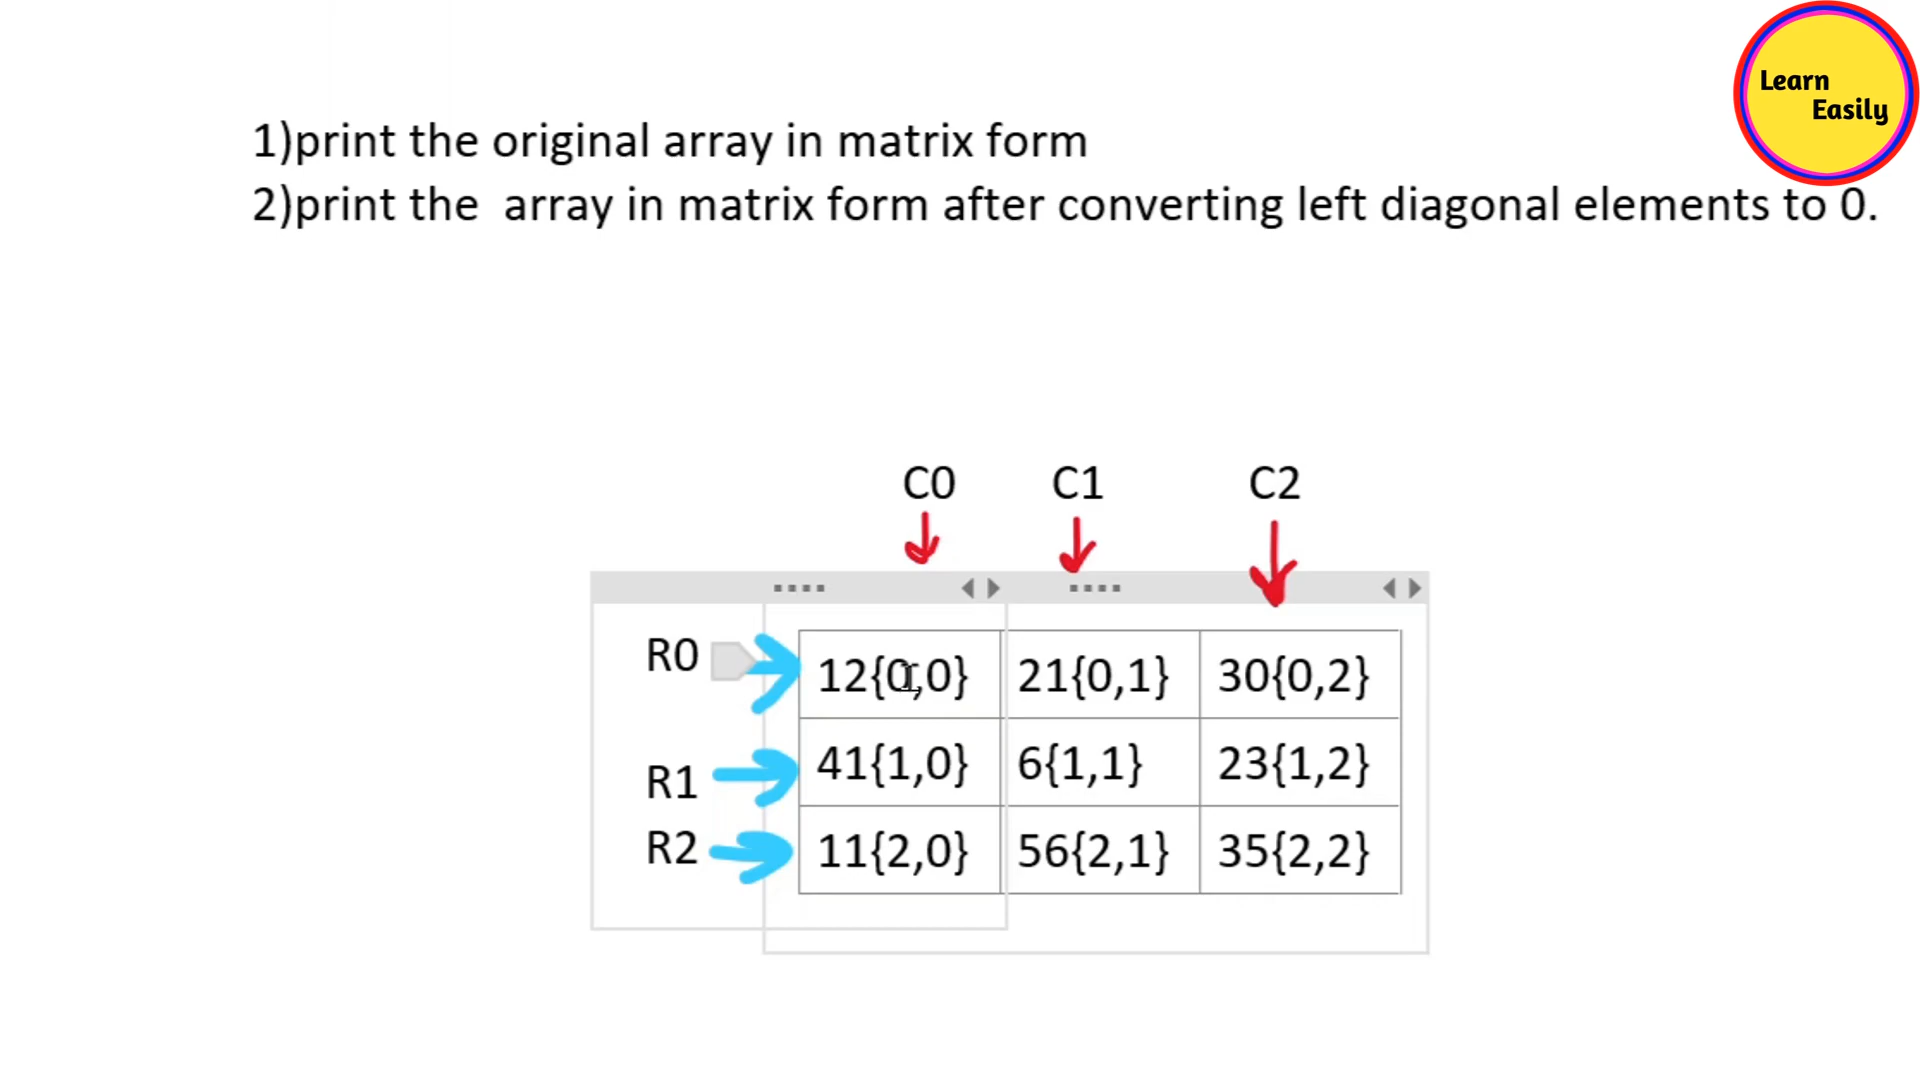 Learn
Easily
1)print the original array in matrix form
2)print the  array in matrix form after converting left diagonal elements to 0.
C0 C1 C2
R0 12{0,0} 21{0,1} 30{0,2}
R1 41{1,0} 6{1,1} 23{1,2}
R2 11{2,0} 56{2,1} 35{2,2}